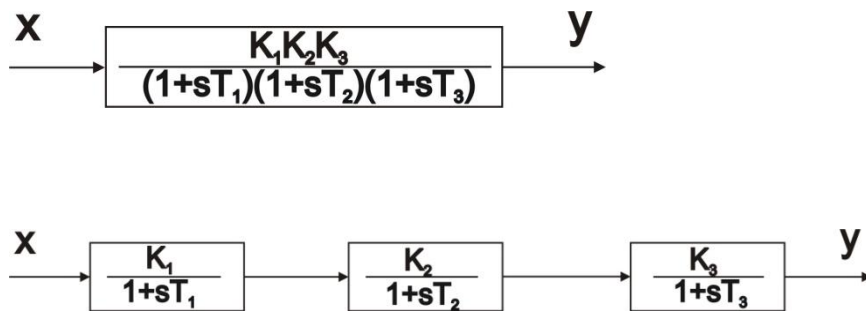 x y
K₁K₂K₃
(1+sT₁)(1+sT₂)(1+sT₃)
x y
K₁ K₂ K₃
1+sT₁ 1+sT₂ 1+sT₃